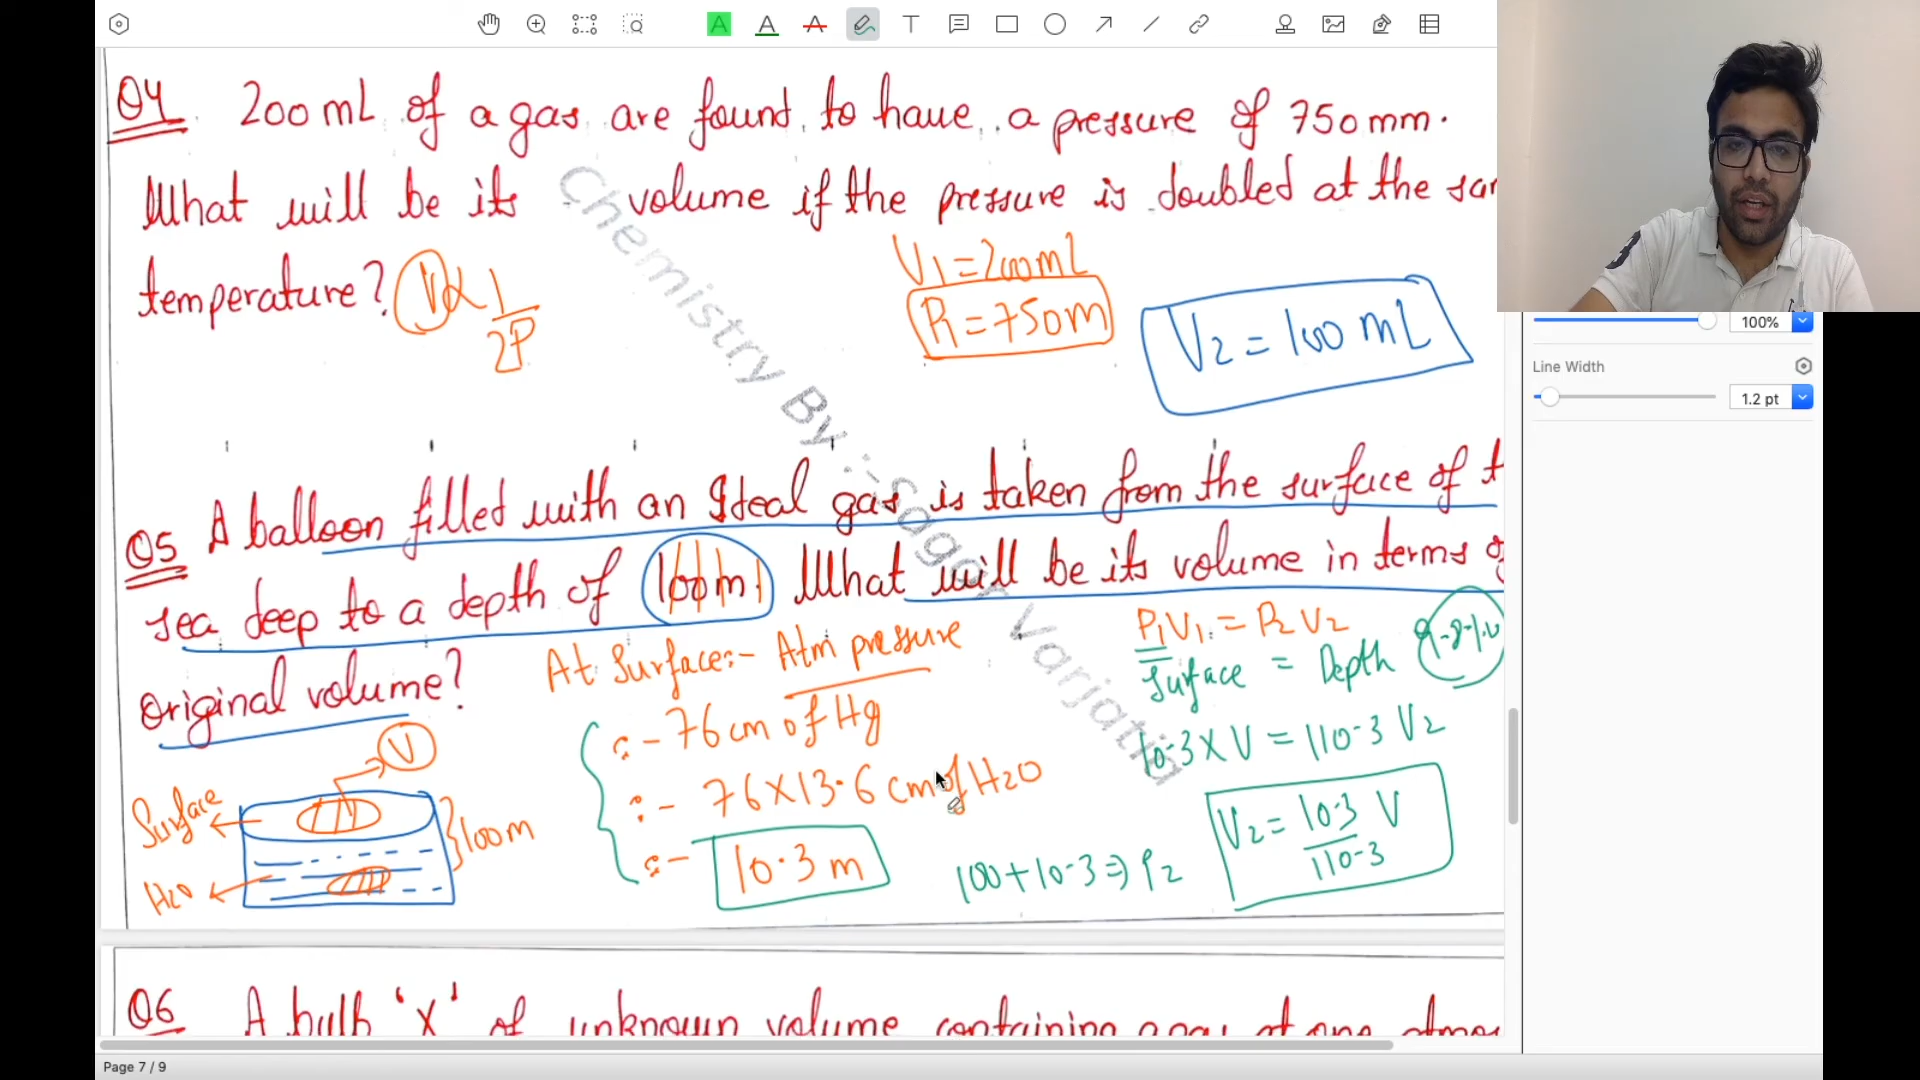 Q4 200 mL of a gas are found to have a pressure of 750 mm.
What will be its volume if the pressure is doubled at the
temperature?
V ∝ 1/2P
V1 = 200 mL
P1 = 750 m
V2 = 100 mL
Chemistry By :- Sagar Varjatia
Q5 A balloon filled with an Ideal gas is taken from the surface of
sea deep to a depth of 100m. What will be its volume in terms
original volume?
At Surface:- Atm pressure
:- 76 cm of Hg
:- 76 X 13.6 cm of H2O
:- 10.3 m
P1V1 = P2V2
Surface = Depth
10.3 X V = 110.3 V2
100 + 10.3 ⇒ P2
V2 = 10.3/110.3 V
V
Surface
H2O
100m
Q6 A bulb 'X' of unknown volume containing a gas at one
100%
Line Width
1.2 pt
Page 7 / 9